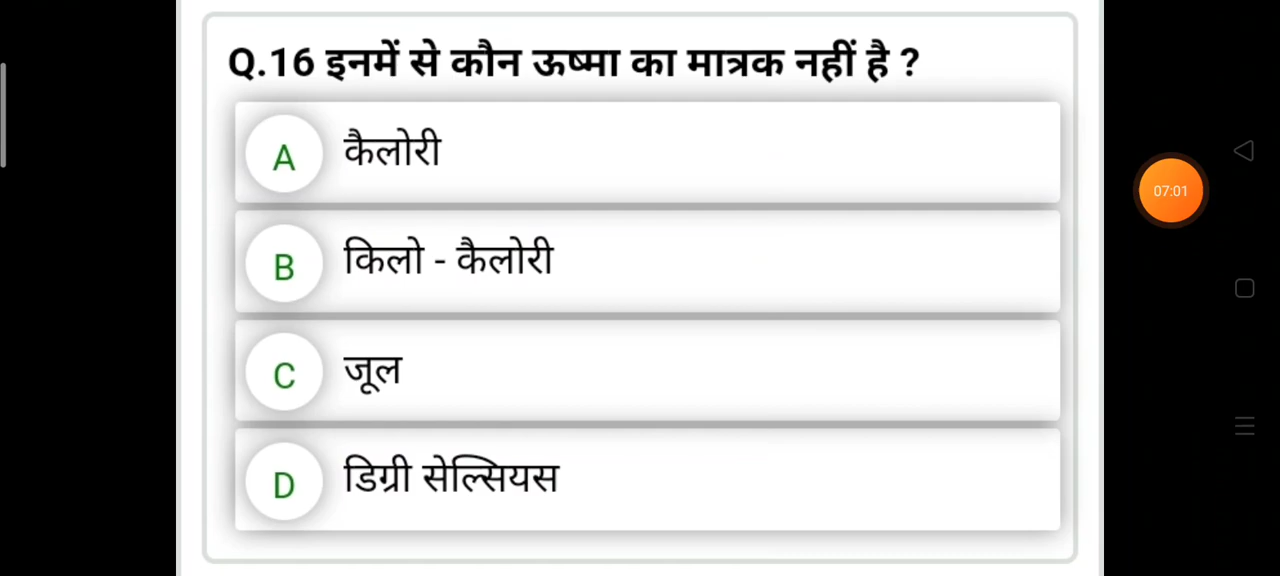 Q.16 इनमें से कौन ऊष्मा का मात्रक नहीं है ?
A कैलोरी
B किलो - कैलोरी
C जूल
D डिग्री सेल्सियस
07:01